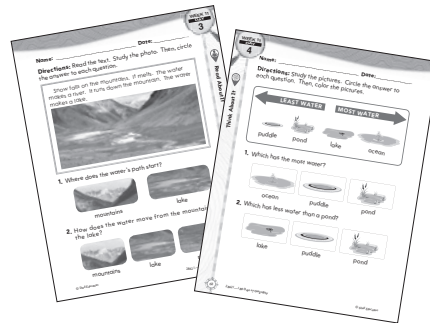 WEEK 11
DAY
3
Name:
Date:
Directions: Read the text. Study the photo. Then, circle
the answer to each question.
Snow falls on the mountains. It melts. The water
makes a river. It runs down the mountain. The water
makes a lake.
1. Where does the water's path start?
mountains
lake
2. How does the water move from the mountain
the lake?
mountains
lake
Read About It
WEEK 11
DAY
4
Name:
Date:
Directions: Study the pictures. Circle the answer to
each question. Then, color the pictures.
LEAST WATER
MOST WATER
puddle
pond
lake
ocean
1. Which has the most water?
ocean
puddle
pond
2. Which has less water than a pond?
lake
puddle
pond
Think About It